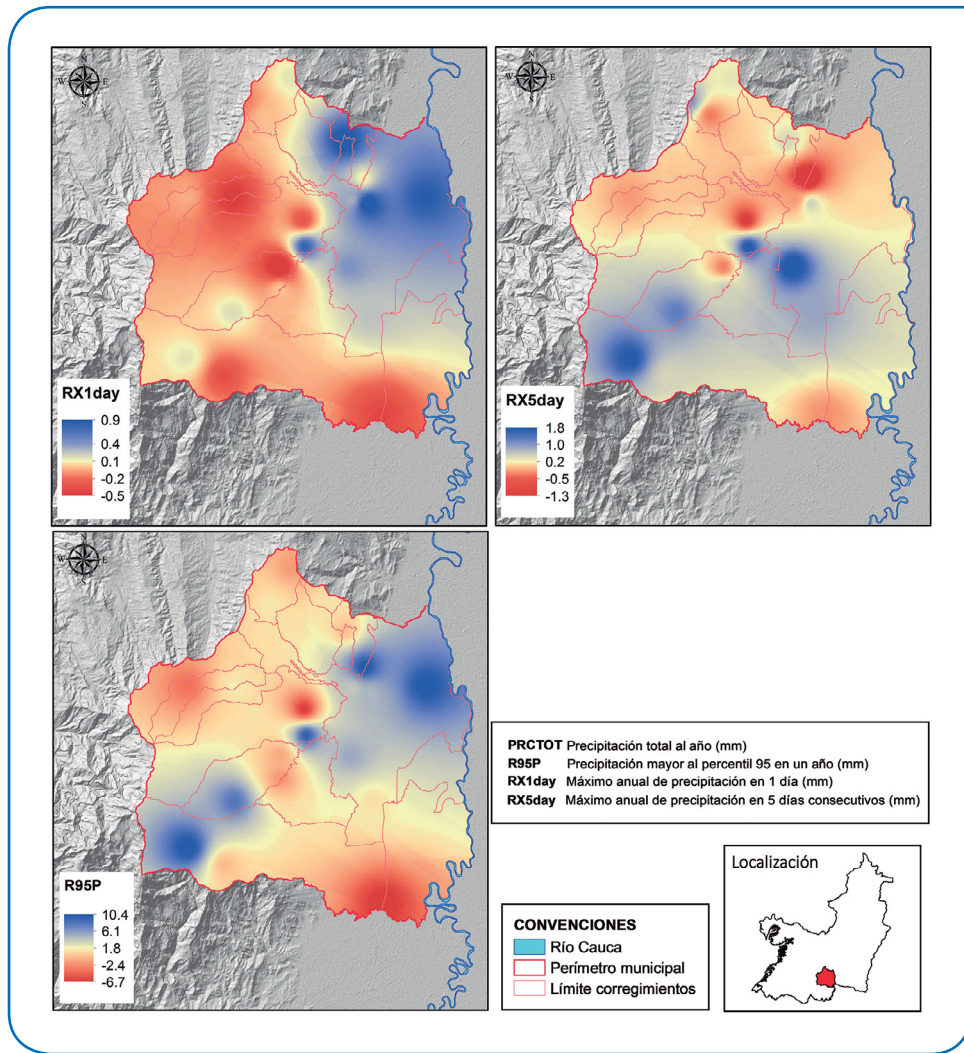 N
W E
S
RX1day
0.9
0.4
0.1
-0.2
-0.5
N
W E
S
RX5day
1.8
1.0
0.2
-0.5
-1.3
N
W E
S
R95P
10.4
6.1
1.8
-2.4
-6.7
PRCTOT Precipitación total al año (mm)
R95P Precipitación mayor al percentil 95 en un año (mm)
RX1day Máximo anual de precipitación en 1 día (mm)
RX5day Máximo anual de precipitación en 5 días consecutivos (mm)
CONVENCIONES
Río Cauca
Perímetro municipal
Límite corregimientos
Localización